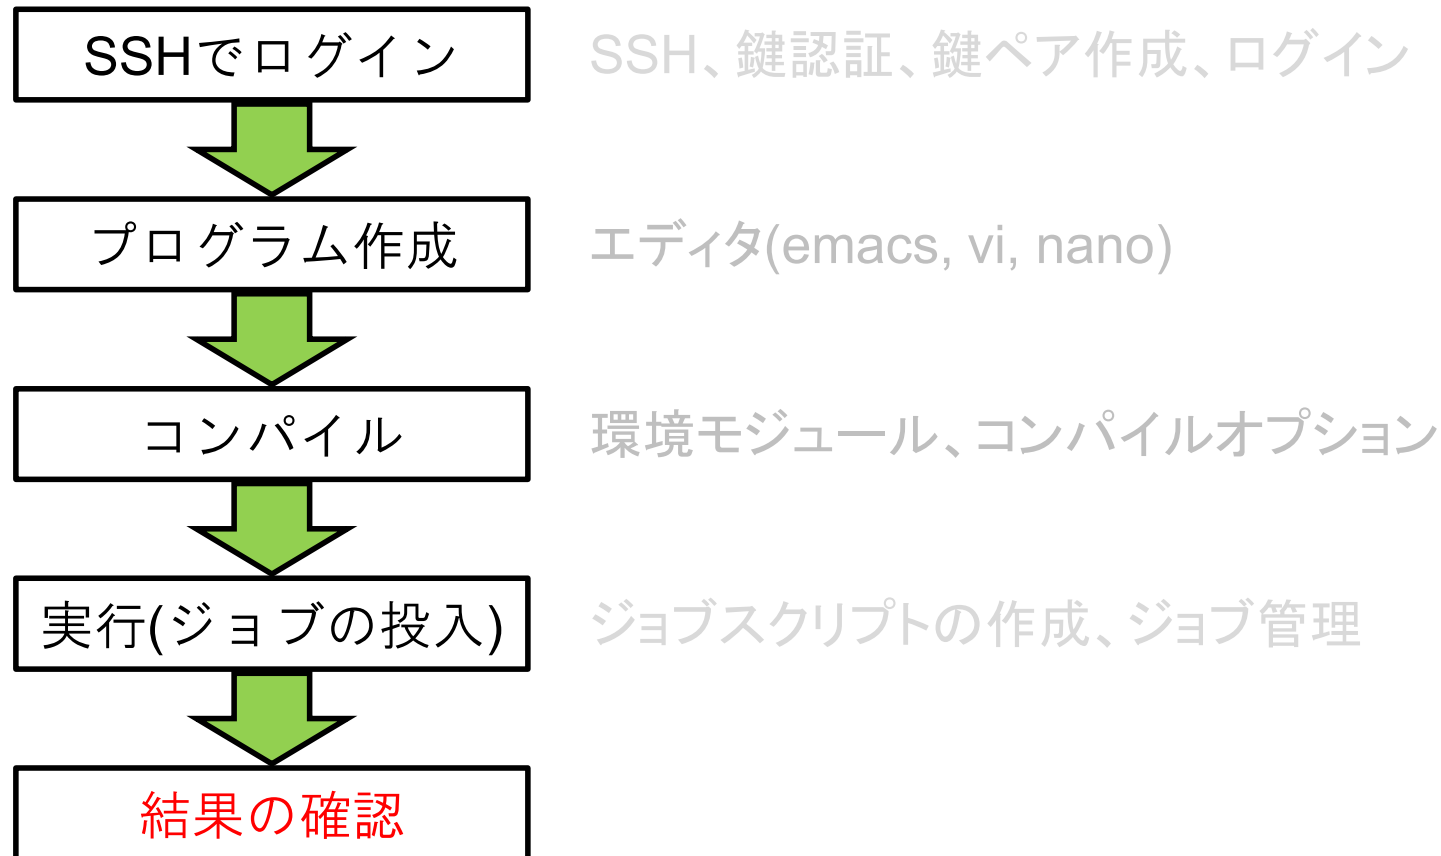 SSHでログイン
SSH、鍵認証、鍵ペア作成、ログイン
プログラム作成
エディタ(emacs, vi, nano)
コンパイル
環境モジュール、コンパイルオプション
実行(ジョブの投入)
ジョブスクリプトの作成、ジョブ管理
結果の確認